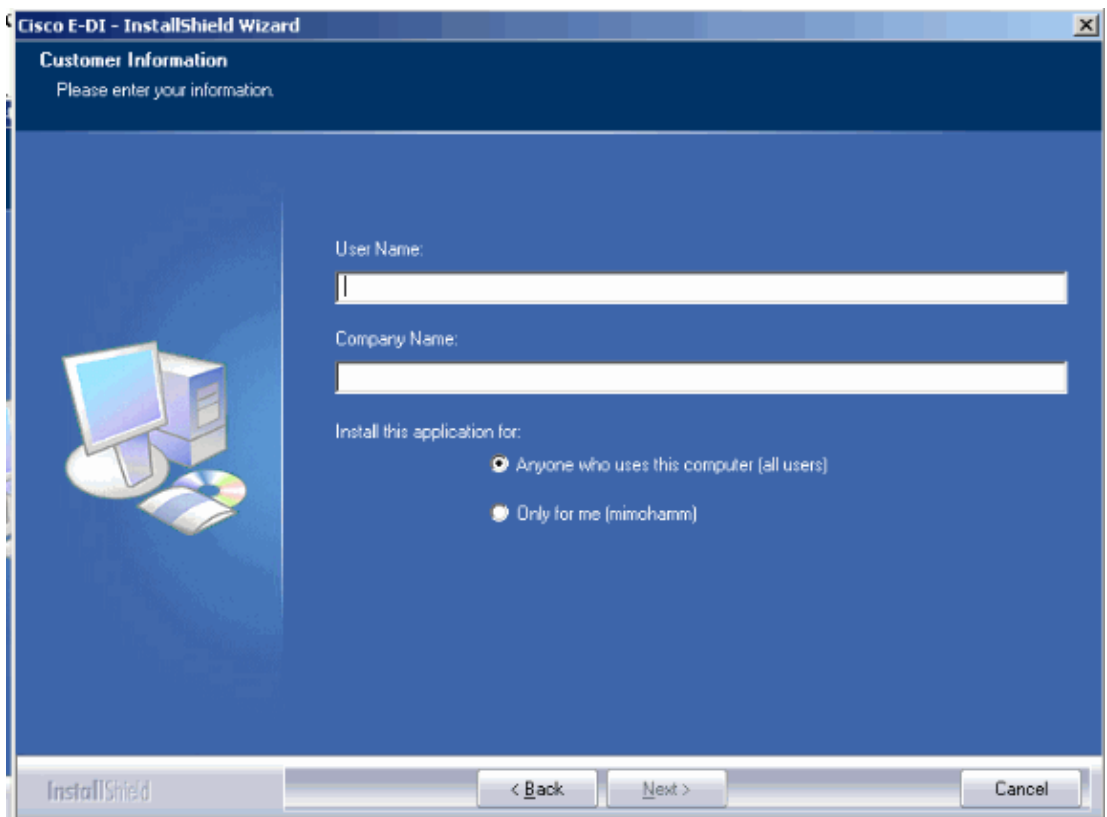 Cisco E-DI - InstallShield Wizard
Customer Information
Please enter your information.
User Name:
Company Name:
Install this application for:
Anyone who uses this computer (all users)
Only for me (mimohamm)
InstallShield
< Back
Next >
Cancel